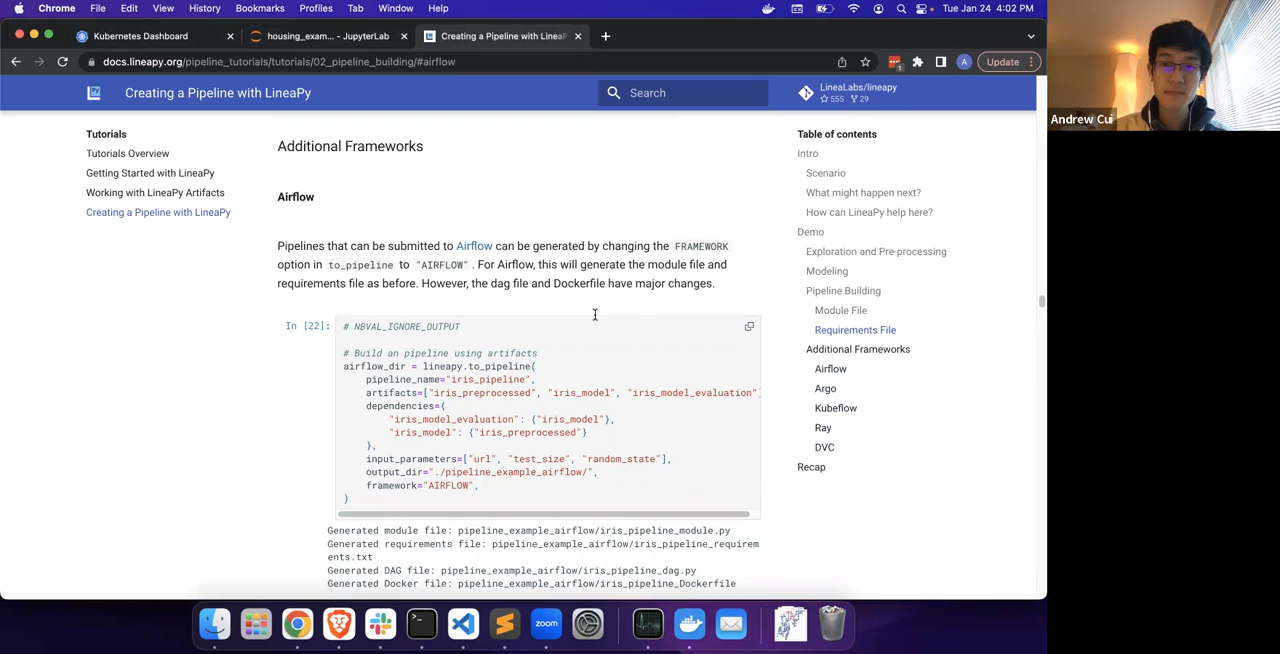 Chrome File Edit View History Bookmarks Profiles Tab Window Help Tue Jan 24 4:02 PM
Kubernetes Dashboard
housing_exam... - JupyterLab
Creating a Pipeline with LineaP
docs.lineapy.org/pipeline_tutorials/tutorials/02_pipeline_building/#airflow
1
A
Update
Creating a Pipeline with LineaPy
Search
LineaLabs/lineapy
555 29
Tutorials
Tutorials Overview
Getting Started with LineaPy
Working with LineaPy Artifacts
Creating a Pipeline with LineaPy
Additional Frameworks
Airflow
Pipelines that can be submitted to Airflow can be generated by changing the FRAMEWORK
option in to_pipeline to "AIRFLOW". For Airflow, this will generate the module file and
requirements file as before. However, the dag file and Dockerfile have major changes.
In [22]:
# NBVAL_IGNORE_OUTPUT
# Build an pipeline using artifacts
airflow_dir = lineapy.to_pipeline(
pipeline_name="iris_pipeline",
artifacts=["iris_preprocessed", "iris_model", "iris_model_evaluation"]
dependencies={
"iris_model_evaluation": {"iris_model"},
"iris_model": {"iris_preprocessed"}
},
input_parameters=["url", "test_size", "random_state"],
output_dir="./pipeline_example_airflow/",
framework="AIRFLOW",
)
Generated module file: pipeline_example_airflow/iris_pipeline_module.py
Generated requirements file: pipeline_example_airflow/iris_pipeline_requirem
ents.txt
Generated DAG file: pipeline_example_airflow/iris_pipeline_dag.py
Generated Docker file: pipeline_example_airflow/iris_pipeline_Dockerfile
Table of contents
Intro
Scenario
What might happen next?
How can LineaPy help here?
Demo
Exploration and Pre-processing
Modeling
Pipeline Building
Module File
Requirements File
Additional Frameworks
Airflow
Argo
Kubeflow
Ray
DVC
Recap
Andrew Cui
zoom